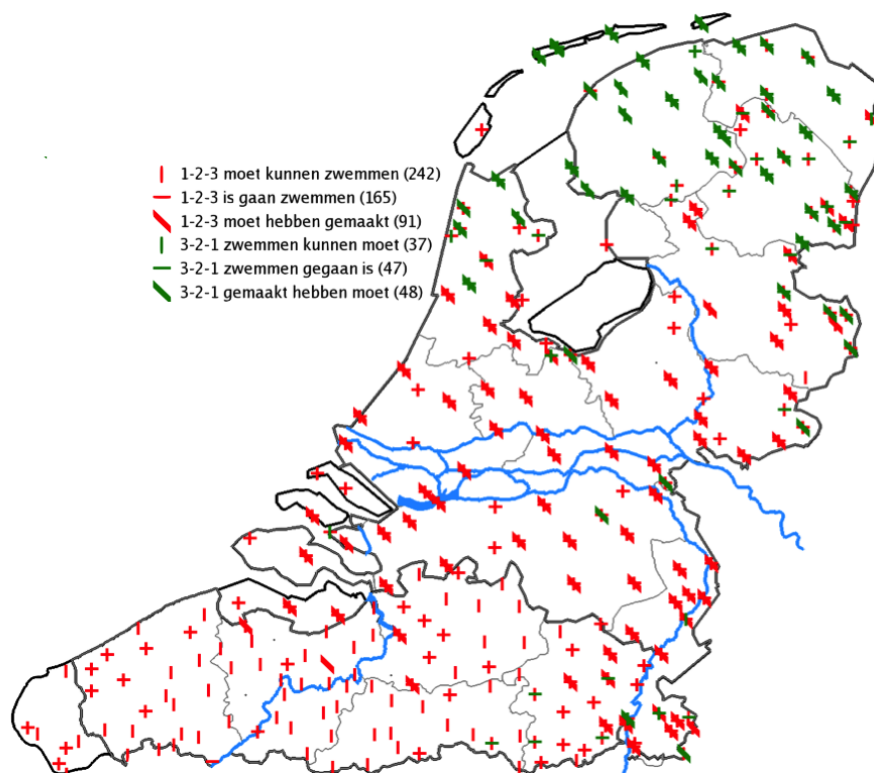 1-2-3 moet kunnen zwemmen (242)
1-2-3 is gaan zwemmen (165)
1-2-3 moet hebben gemaakt (91)
3-2-1 zwemmen kunnen moet (37)
3-2-1 zwemmen gegaan is (47)
3-2-1 gemaakt hebben moet (48)